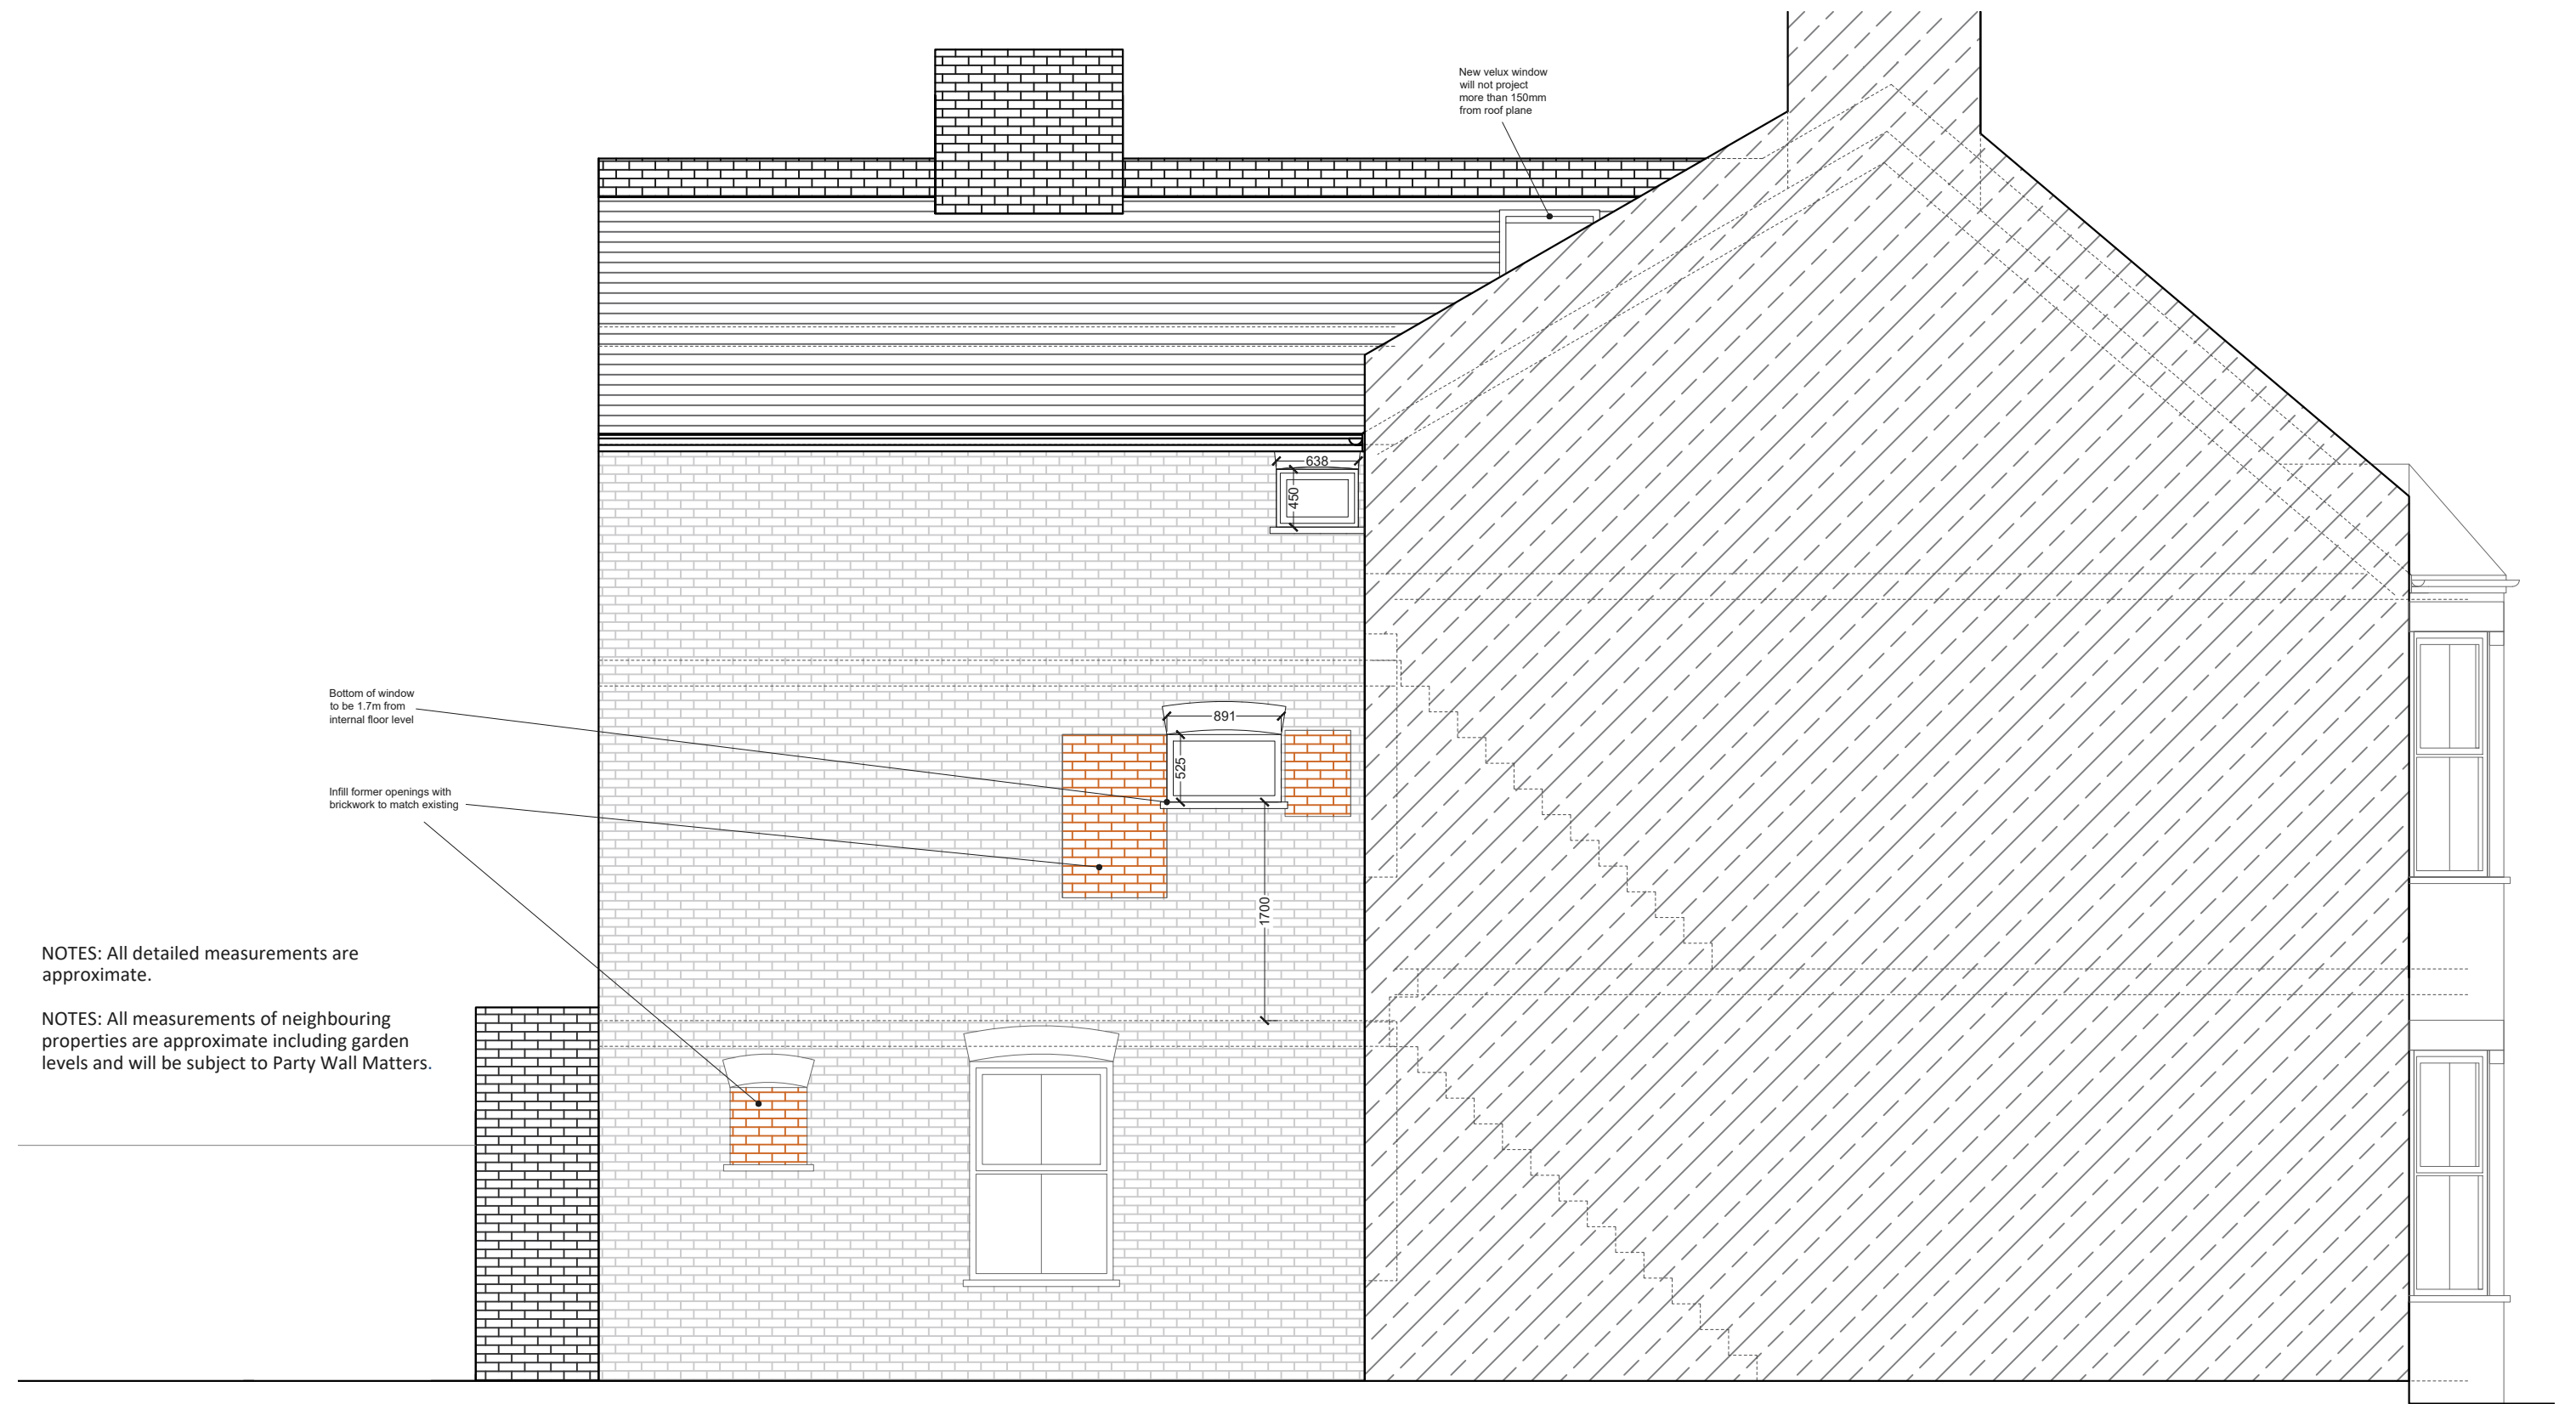 New velux window
will not project
more than 150mm
from roof plane
638
450
Bottom of window
to be 1.7m from
internal floor level
891
525
Infill former openings with
brickwork to match existing
1700
NOTES: All detailed measurements are
approximate.
NOTES: All measurements of neighbouring
properties are approximate including garden
levels and will be subject to Party Wall Matters.